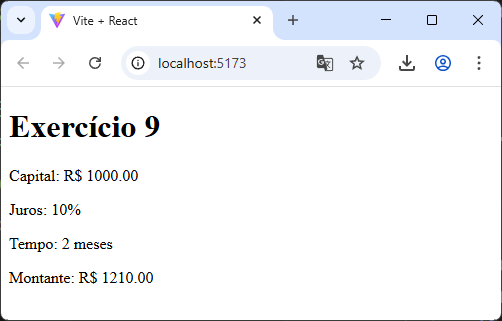 Vite + React
localhost:5173
Exercício 9
Capital: R$ 1000.00
Juros: 10%
Tempo: 2 meses
Montante: R$ 1210.00